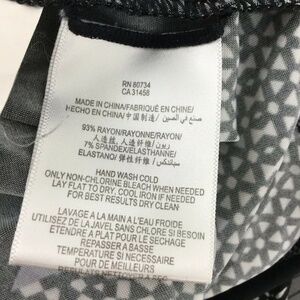 RN 80734
CA 31458
MADE IN CHINA/FABRIQUÉ EN CHINE/
HECHO EN CHINA/中国制造/صنع في الصين
93% RAYON/RAYONNE/RAYON/
人造纤维/
7% SPANDEX/ELASTHANNE/
ELASTANO/弹性纤维/
HAND WASH COLD
ONLY NON-CHLORINE BLEACH WHEN NEEDED
LAY FLAT TO DRY. COOL IRON IF NEEDED
FOR BEST RESULTS DRY CLEAN
LAVAGE A LA MAIN A L'EAU FROIDE
UTILISEZ DE LA JAVEL SANS CHLORE SI BESOIN
ETENDRE A PLAT POUR LE SECHAGE
REPASSER A BASSE
TEMPERATURE SI NECESSAIRE
POUR DE MEILLEURS